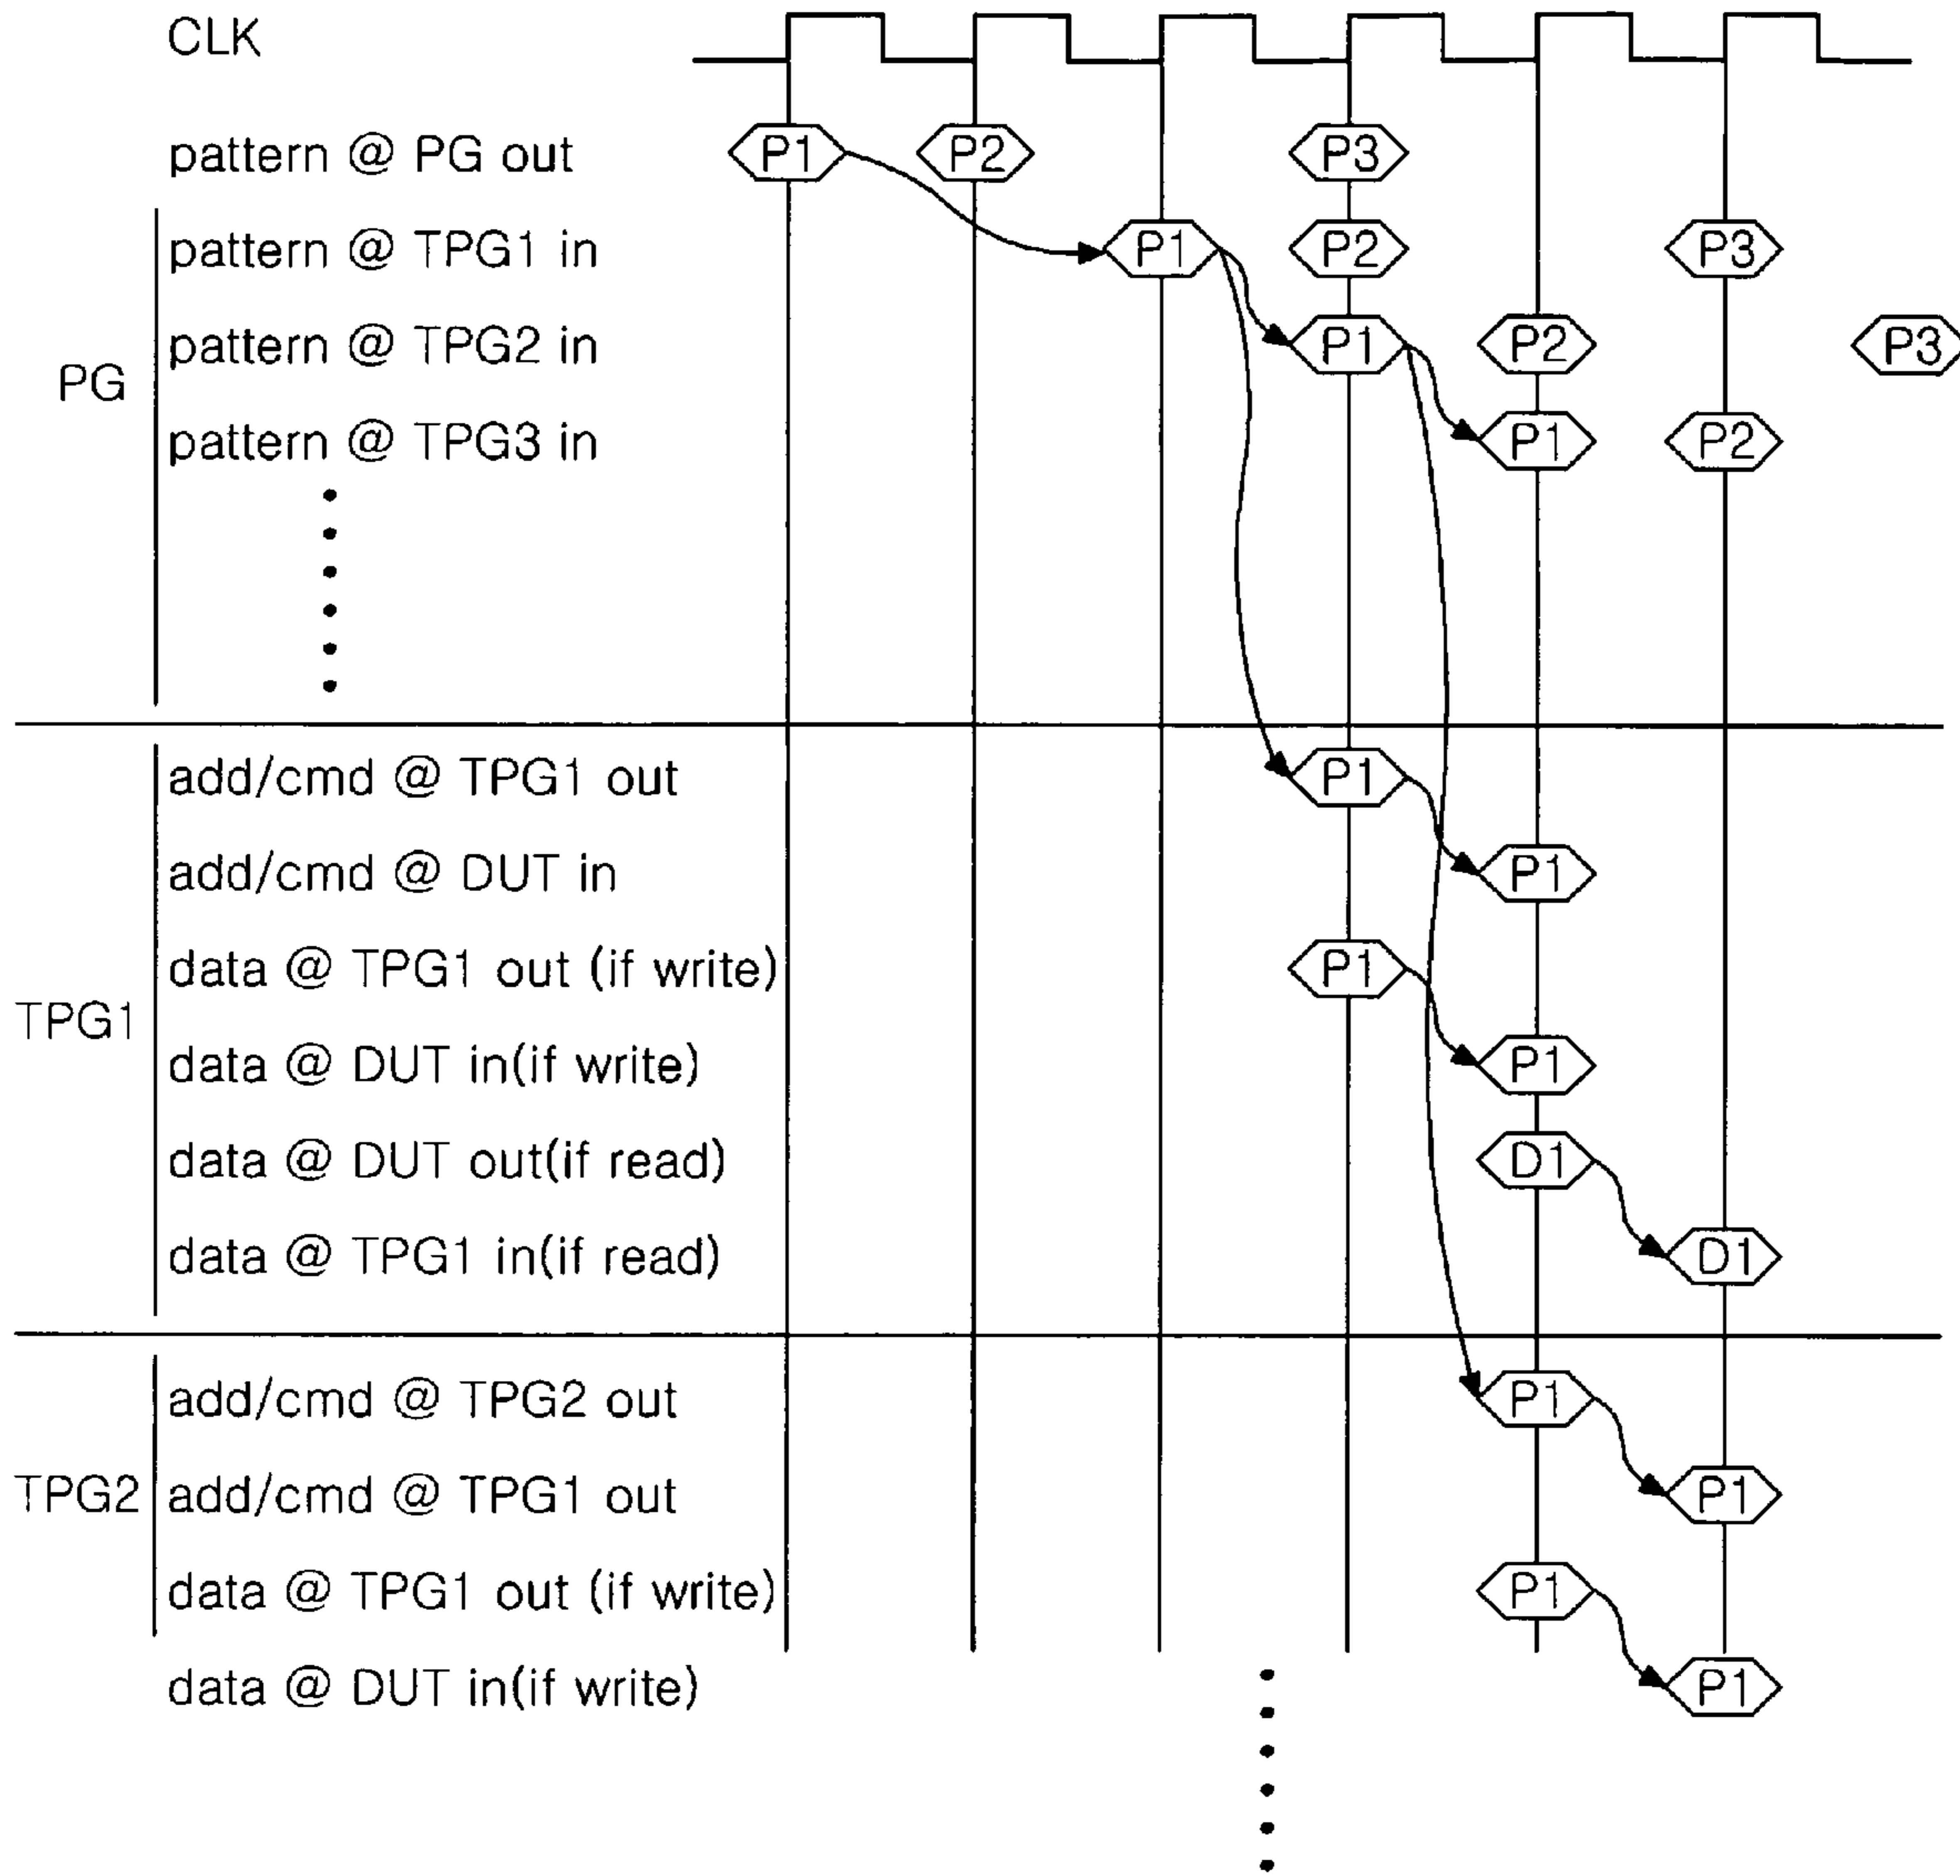 CLK
pattern @ PG out P1 P2 P3
pattern @ TPG1 in P1 P2 P3
pattern @ TPG2 in P1 P2 P3
PG
pattern @ TPG3 in P1 P2
add/cmd @ TPG1 out P1
add/cmd @ DUT in P1
data @ TPG1 out (if write) P1
TPG1
data @ DUT in(if write) P1
data @ DUT out(if read) D1
data @ TPG1 in(if read) D1
add/cmd @ TPG2 out P1
TPG2 add/cmd @ TPG1 out P1
data @ TPG1 out (if write) P1
data @ DUT in(if write) P1